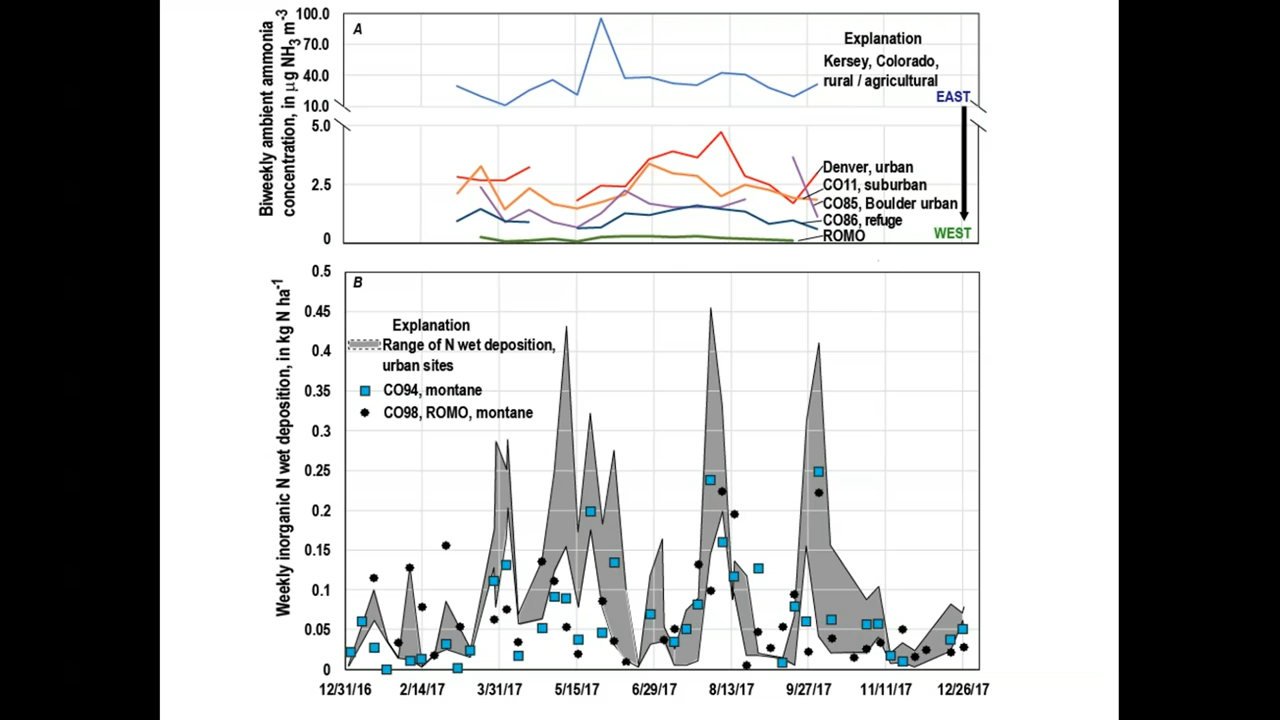 Biweekly ambient ammonia
concentration, in μg NH3 m-3
100.0
70.0
40.0
10.0
5.0
2.5
0
A
Explanation
Kersey, Colorado,
rural / agricultural
EAST
Denver, urban
CO11, suburban
CO85, Boulder urban
CO86, refuge
ROMO
WEST
Weekly inorganic N wet deposition, in kg N ha-1
0.5
0.45
0.4
0.35
0.3
0.25
0.2
0.15
0.1
0.05
0
B
Explanation
Range of N wet deposition,
urban sites
CO94, montane
CO98, ROMO, montane
12/31/16 2/14/17 3/31/17 5/15/17 6/29/17 8/13/17 9/27/17 11/11/17 12/26/17